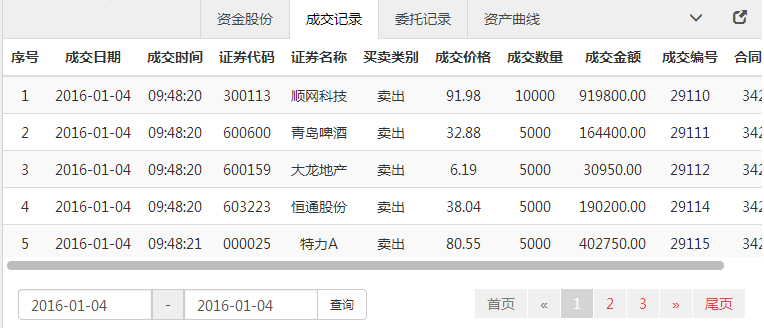 资金股份 成交记录 委托记录 资产曲线
序号 成交日期 成交时间 证券代码 证券名称 买卖类别 成交价格 成交数量 成交金额 成交编号 合同
1 2016-01-04 09:48:20 300113 顺网科技 卖出 91.98 10000 919800.00 29110 342
2 2016-01-04 09:48:20 600600 青岛啤酒 卖出 32.88 5000 164400.00 29111 342
3 2016-01-04 09:48:20 600159 大龙地产 卖出 6.19 5000 30950.00 29112 342
4 2016-01-04 09:48:20 603223 恒通股份 卖出 38.04 5000 190200.00 29114 342
5 2016-01-04 09:48:21 000025 特力A 卖出 80.55 5000 402750.00 29115 342
2016-01-04 - 2016-01-04 查询 首页 « 1 2 3 » 尾页